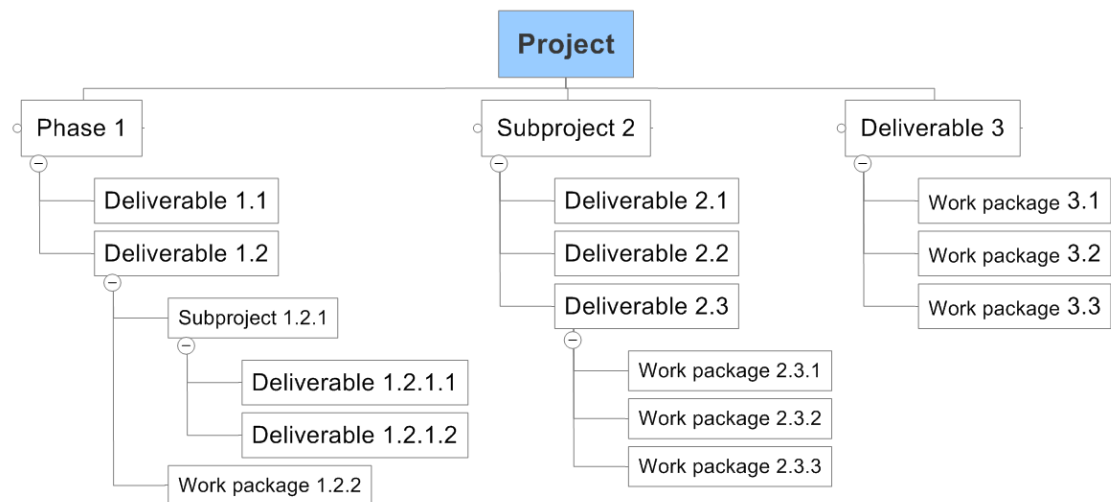 Project
Phase 1
Subproject 2
Deliverable 3
Deliverable 1.1
Deliverable 1.2
Subproject 1.2.1
Deliverable 1.2.1.1
Deliverable 1.2.1.2
Work package 1.2.2
Deliverable 2.1
Deliverable 2.2
Deliverable 2.3
Work package 2.3.1
Work package 2.3.2
Work package 2.3.3
Work package 3.1
Work package 3.2
Work package 3.3